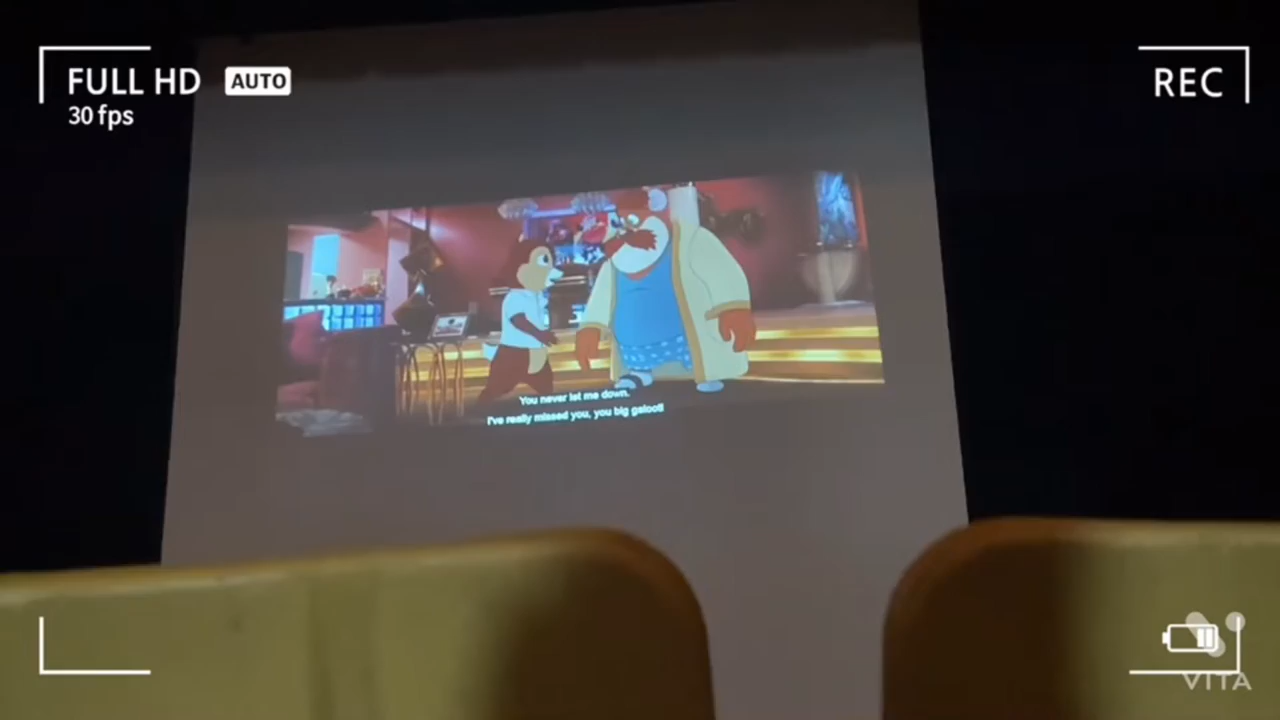 FULL HD AUTO
30 fps
REC
You never let me down.
I've really missed you, you big galoot!
VITA